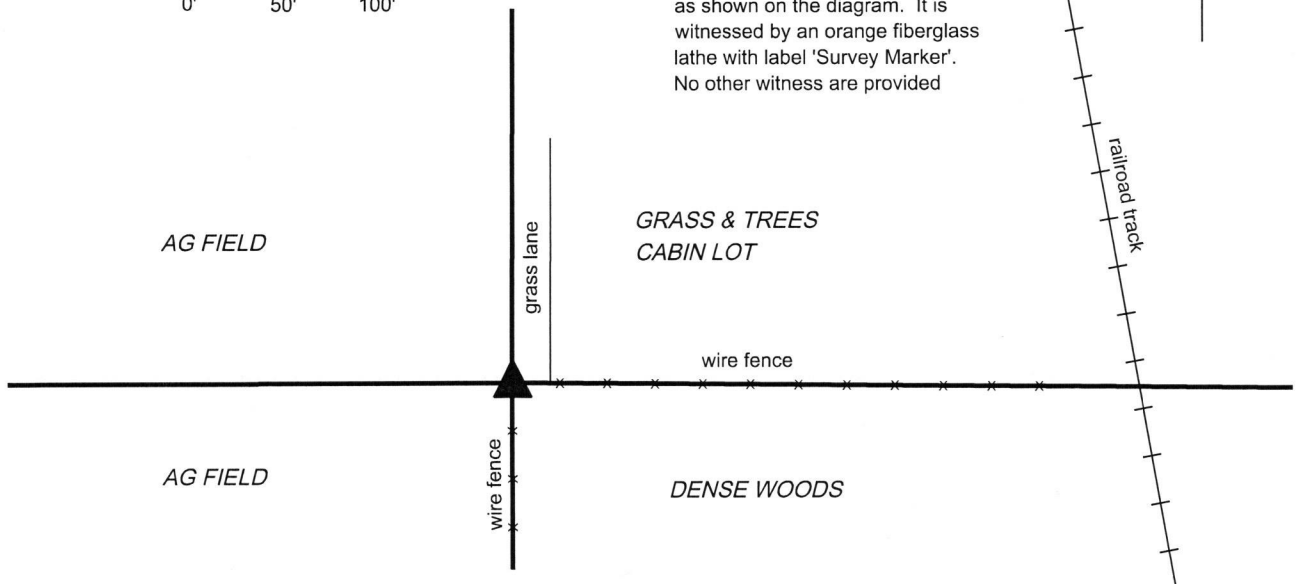 0' 50' 100'
as shown on the diagram. It is
witnessed by an orange fiberglass
lathe with label 'Survey Marker'.
No other witness are provided
railroad track
AG FIELD
grass lane
GRASS & TREES
CABIN LOT
wire fence
AG FIELD
wire fence
DENSE WOODS